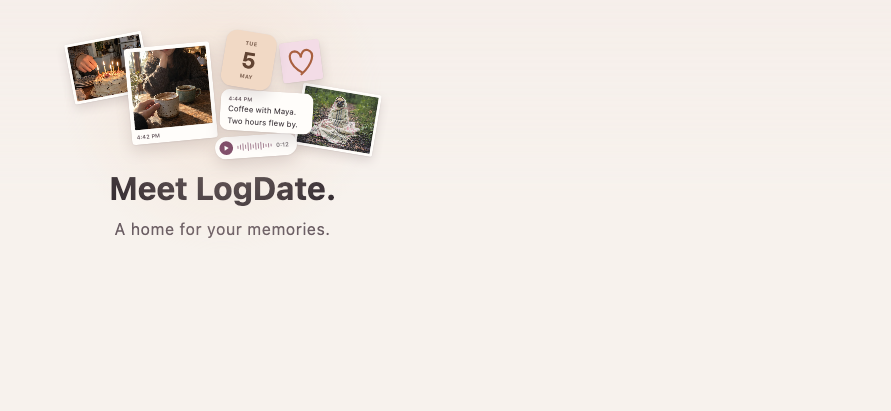 TUE
5
MAY
4:44 PM
Coffee with Maya.
Two hours flew by.
4:42 PM
0:12
Meet LogDate.
A home for your memories.